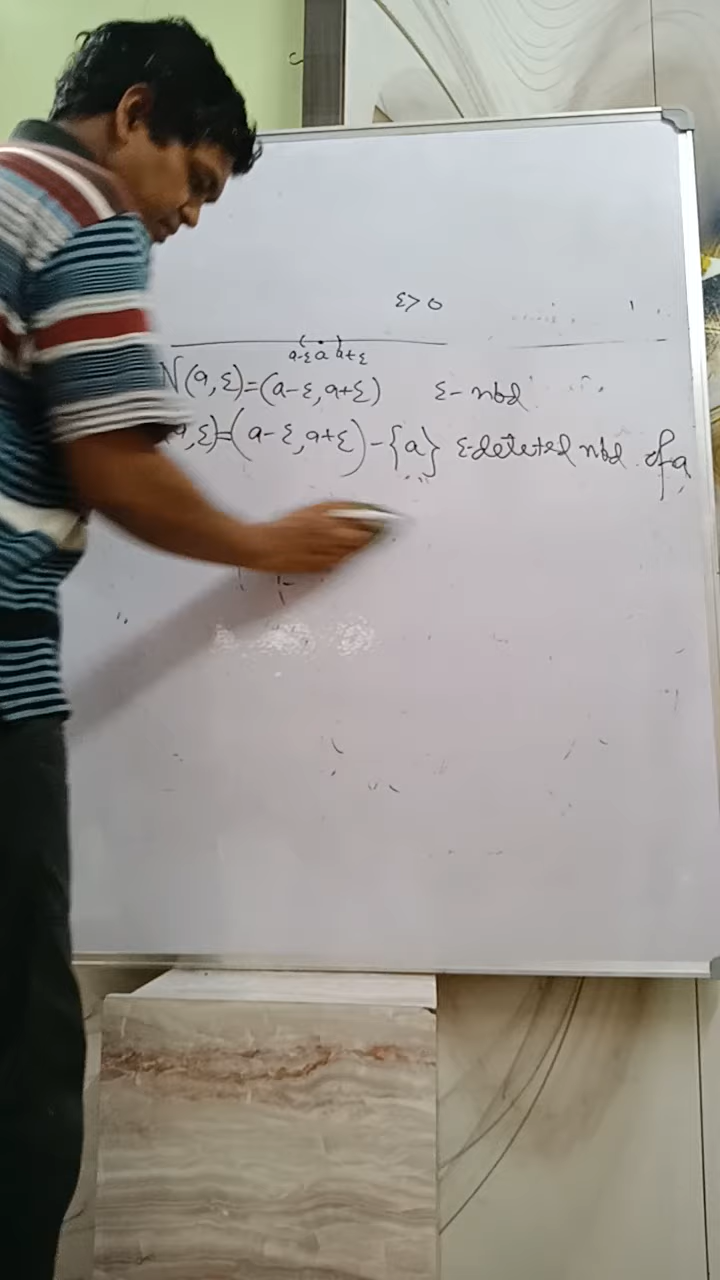 ε>0
( . )
a-ε a a+ε
N(a,ε)=(a-ε,a+ε) ε-nbd
a,ε)=(a-ε,a+ε)-{a} ε-deleted nbd. of a,